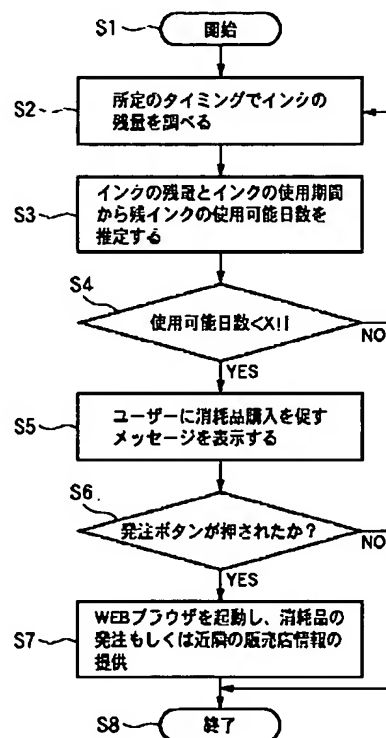 S1
開始
S2
所定のタイミングでインクの
残量を調べる
S3
インクの残量とインクの使用期間
から残インクの使用可能日数を
推定する
S4
使用可能日数<X日
NO
YES
S5
ユーザーに消耗品購入を促す
メッセージを表示する
S6
発注ボタンが押されたか？
NO
YES
S7
WEBブラウザを起動し、消耗品の
発注もしくは近隣の販売店情報の
提供
S8
終了